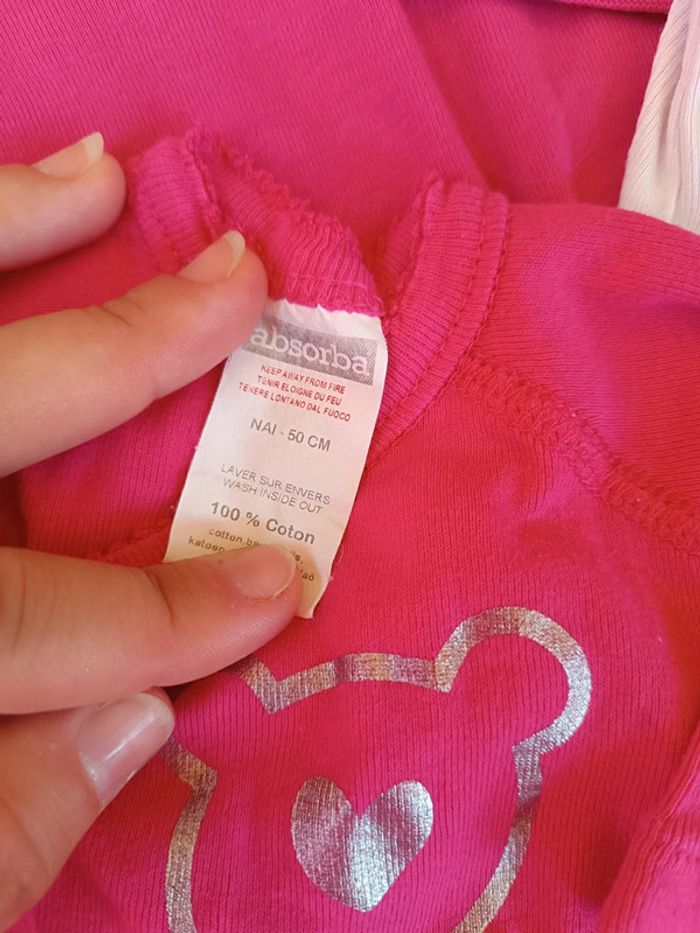 absorba
KEEP AWAY FROM FIRE
TENIR ELOIGNE DU FEU
TENERE LONTANO DAL FUOCO
NAI - 50 CM
LAVER SUR ENVERS
WASH INSIDE OUT
100 % Coton
cotton,